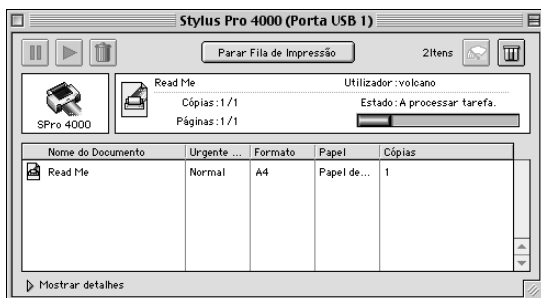 Stylus Pro 4000 (Porta USB 1)
Parar Fila de Impressão
2Itens
Read Me
Utilizador:volcano
Cópias:1/1
Estado:A processar tarefa.
Páginas:1/1
SPro 4000
Nome do Documento Urgente ... Formato Papel Cópias
Read Me Normal A4 Papel de... 1
Mostrar detalhes